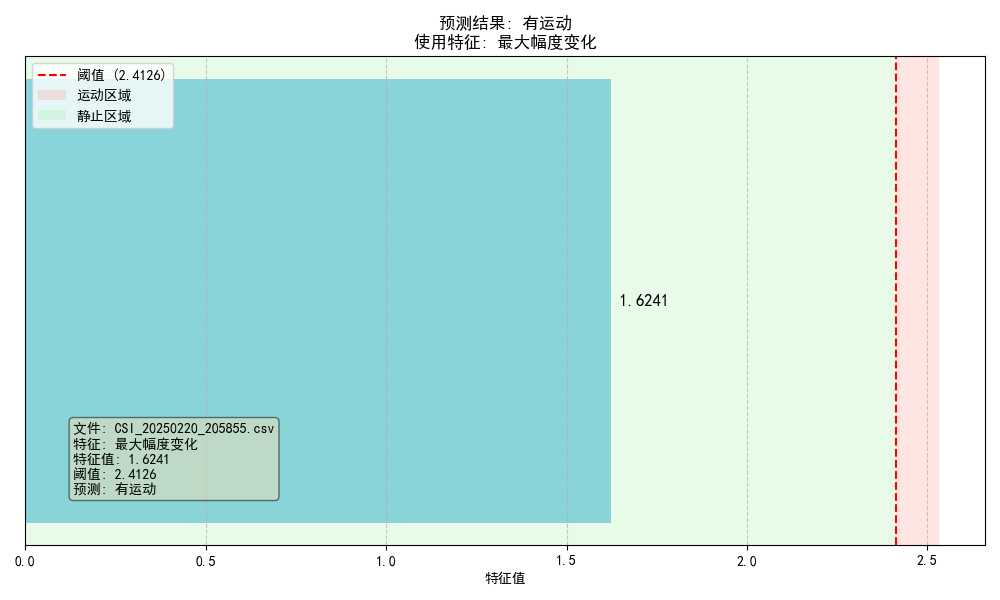 预测结果: 有运动
使用特征: 最大幅度变化
阈值 (2.4126)
运动区域
静止区域
1.6241
文件: CSI_20250220_205855.csv
特征: 最大幅度变化
特征值: 1.6241
阈值: 2.4126
预测: 有运动
0.0 0.5 1.0 1.5 2.0 2.5
特征值